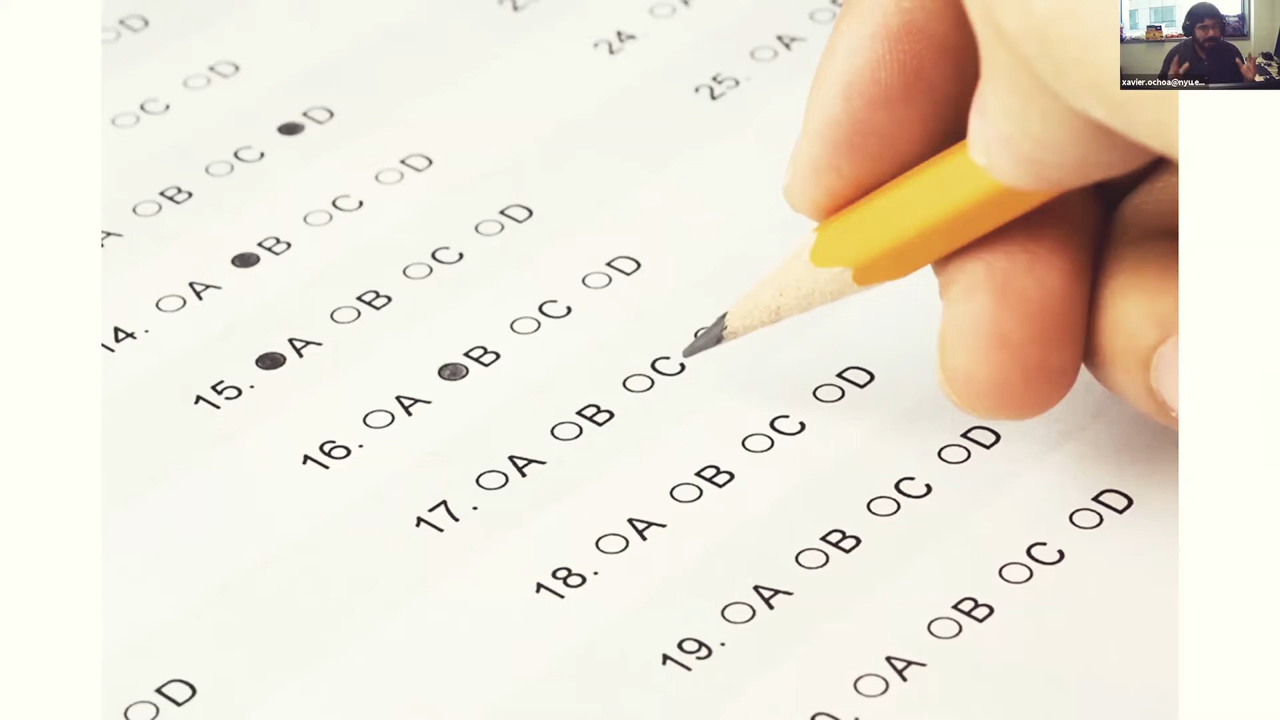 D
C D
24
A
25. A
B C D
14. A B C D
15. A B C D
16. A B C D
17. A B C
18. A B C D
19. A B C D
A B C D
D
xavier.ochoa@nyu.e...